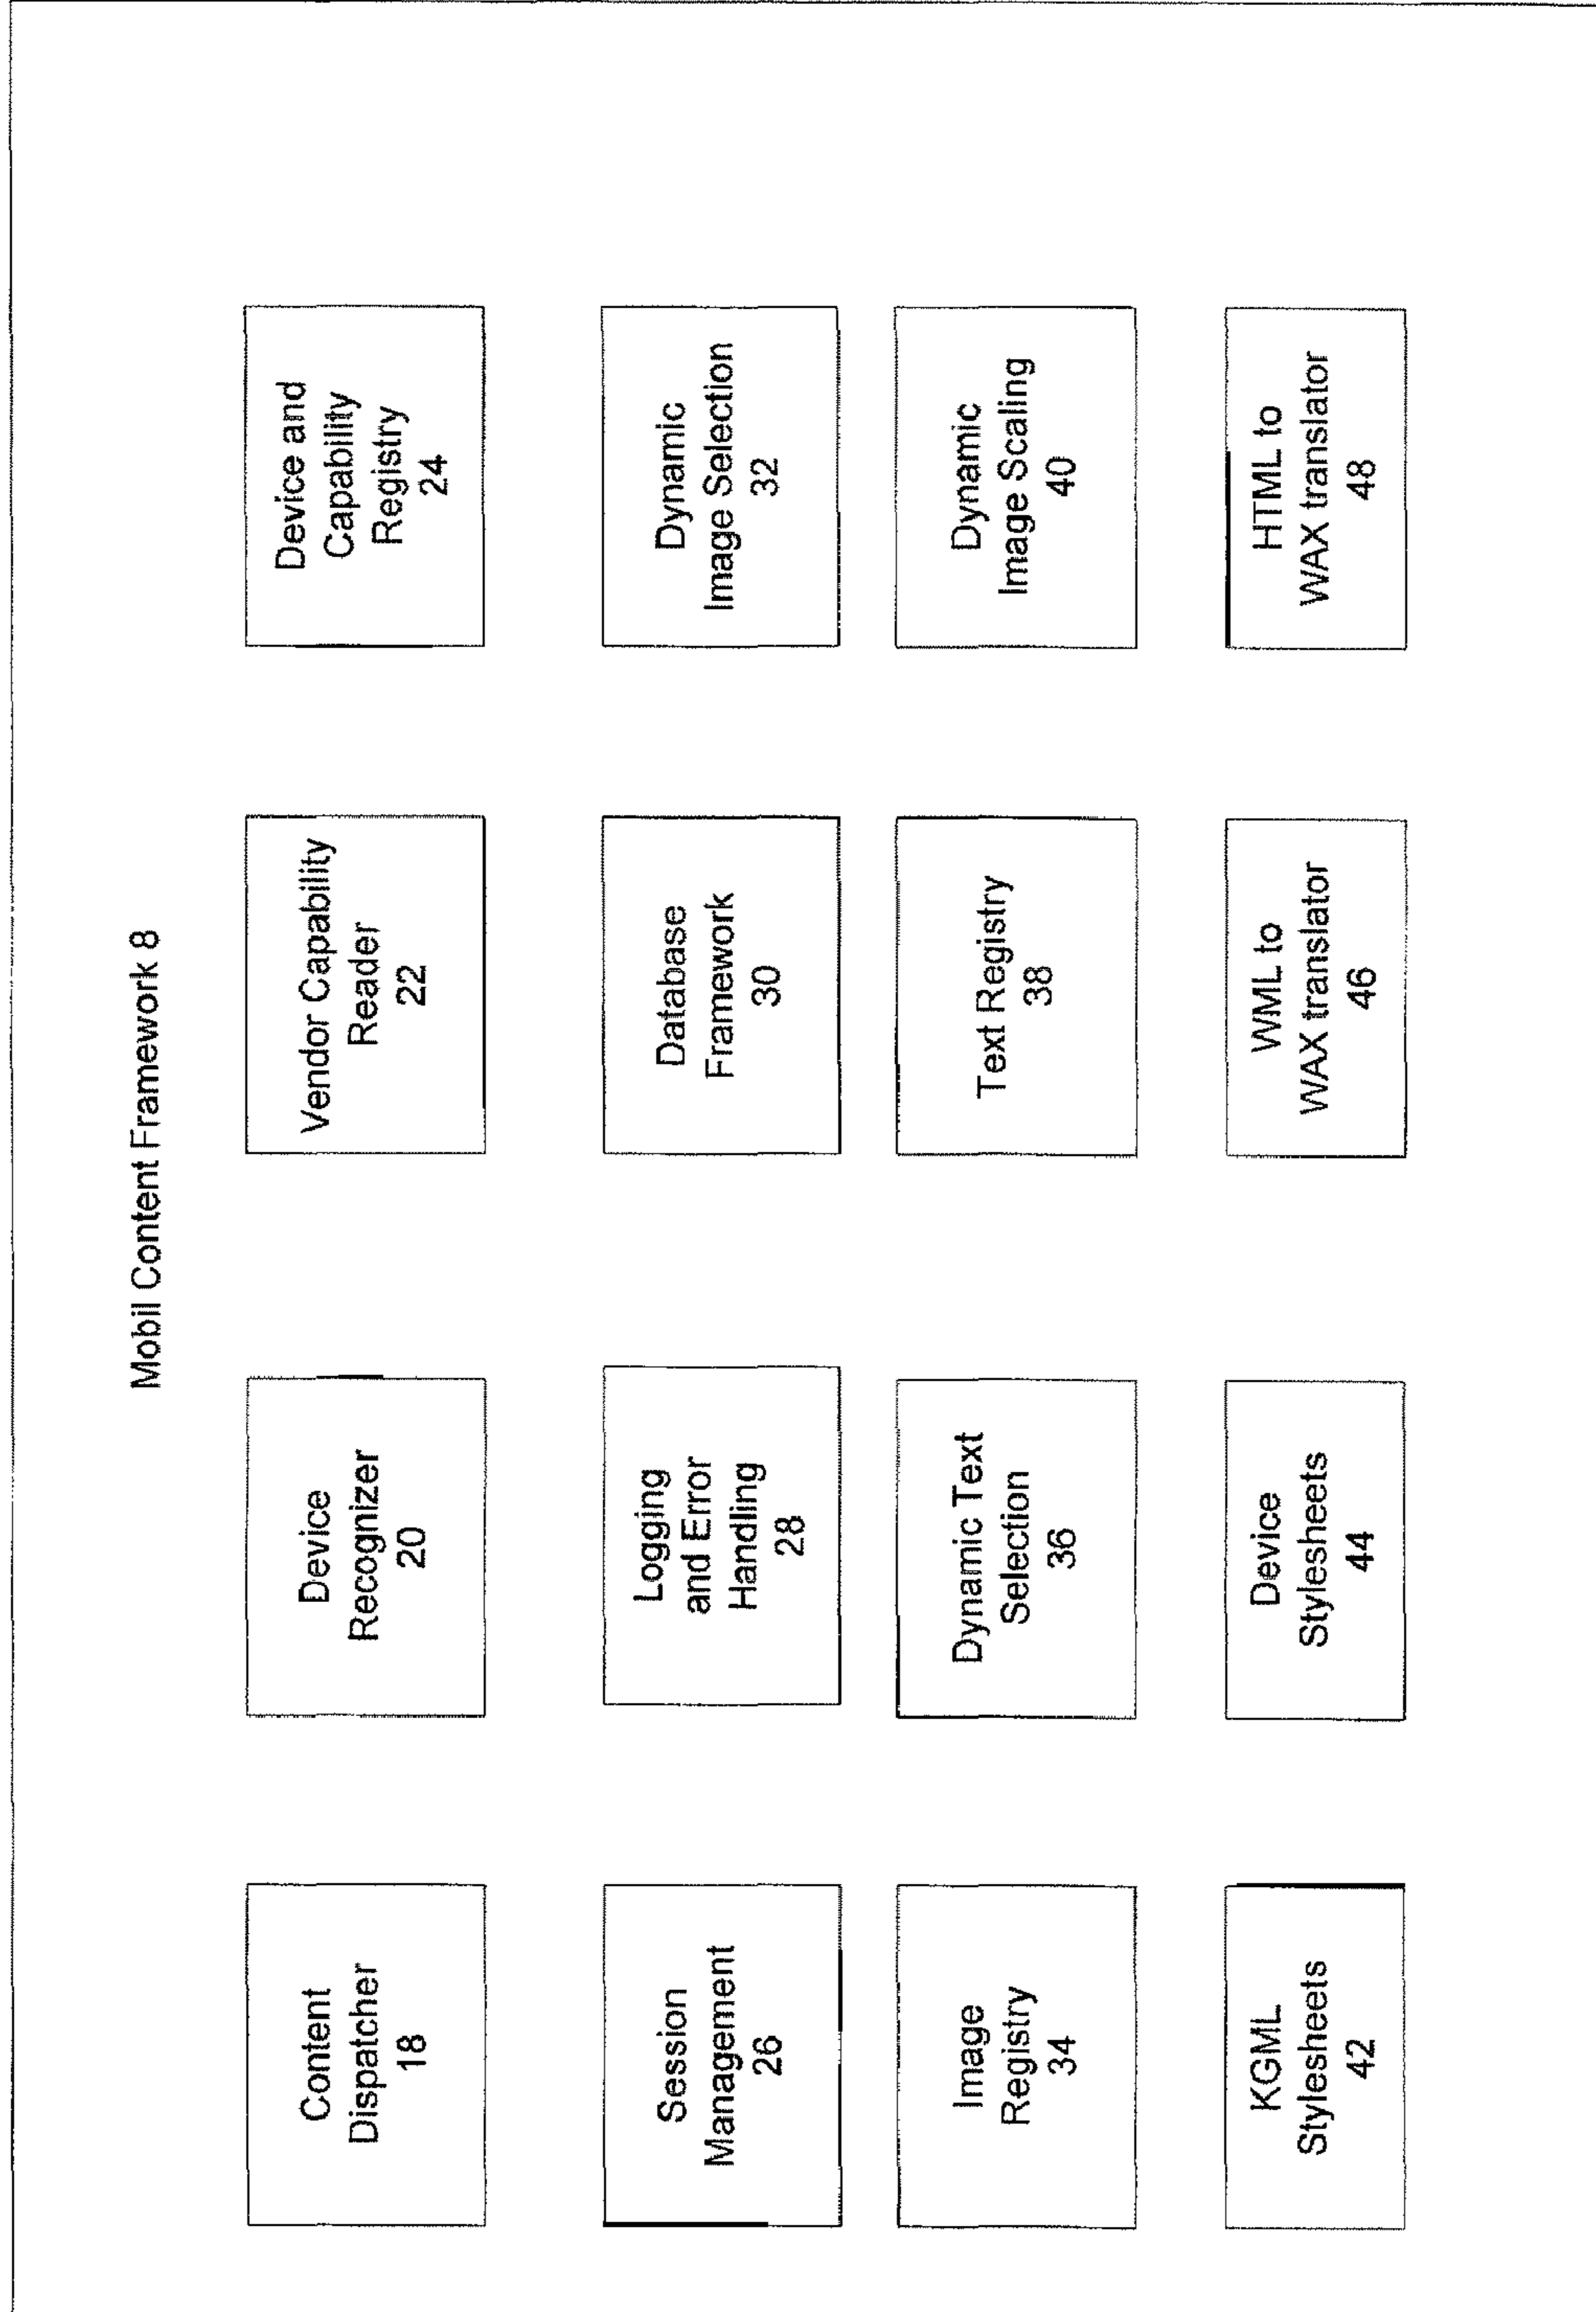 Mobil Content Framework 8
Content
Dispatcher
18
Device
Recognizer
20
Vendor Capability
Reader
22
Device and
Capability
Registry
24
Session
Management
26
Logging
and Error
Handling
28
Database
Framework
30
Dynamic
Image Selection
32
Image
Registry
34
Dynamic Text
Selection
36
Text Registry
38
Dynamic
Image Scaling
40
KGML
Stylesheets
42
Device
Stylesheets
44
WML to
WAX translator
46
HTML to
WAX translator
48